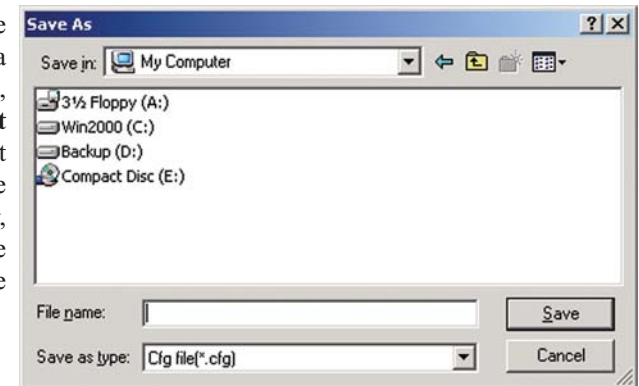 Save As
Save in: My Computer
3½ Floppy (A:)
Win2000 (C:)
Backup (D:)
Compact Disc (E:)
File name:
Save
Save as type: Cfg file(*.cfg)
Cancel